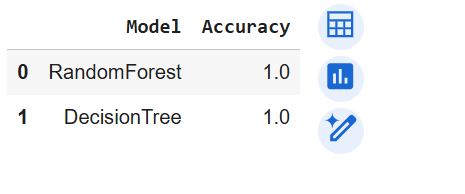 Model Accuracy
0 RandomForest 1.0
1 DecisionTree 1.0